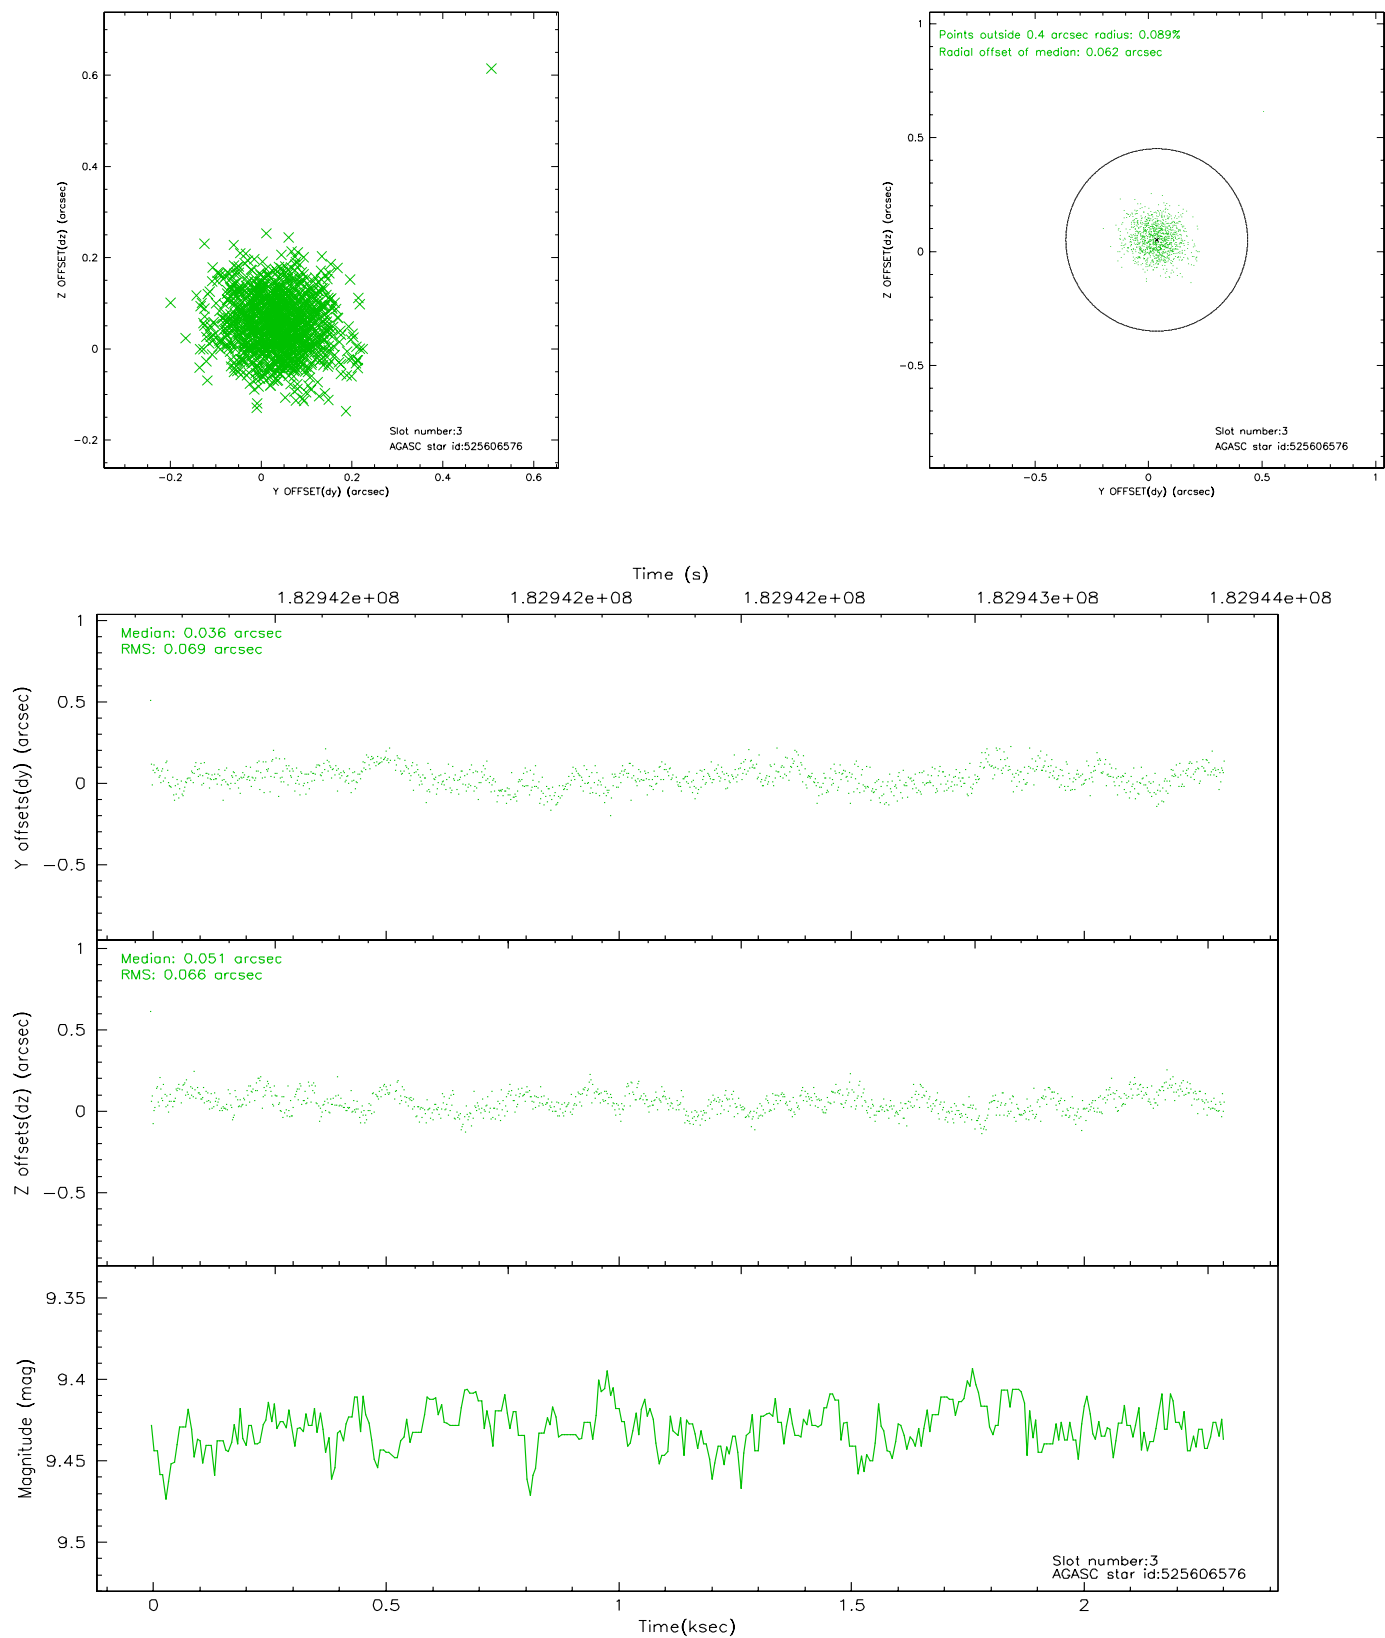 0.6
0.4
0.2
0
−0.2
Z OFFSET(dz) (arcsec)
Slot number:3
AGASC star id:525606576
−0.2 0 0.2 0.4 0.6
Y OFFSET(dy) (arcsec)
Points outside 0.4 arcsec radius: 0.089%
Radial offset of median: 0.062 arcsec
1
0.5
0
−0.5
Z OFFSET(dz) (arcsec)
Slot number:3
AGASC star id:525606576
−0.5 0 0.5 1
Y OFFSET(dy) (arcsec)
Time (s)
1.82942e+08 1.82942e+08 1.82942e+08 1.82943e+08 1.82944e+08
Median: 0.036 arcsec
RMS: 0.069 arcsec
1
0.5
0
−0.5
Y offsets(dy) (arcsec)
Median: 0.051 arcsec
RMS: 0.066 arcsec
1
0.5
0
−0.5
Z offsets(dz) (arcsec)
9.35
9.4
9.45
9.5
Magnitude (mag)
Slot number:3
AGASC star id:525606576
0 0.5 1 1.5 2
Time(ksec)